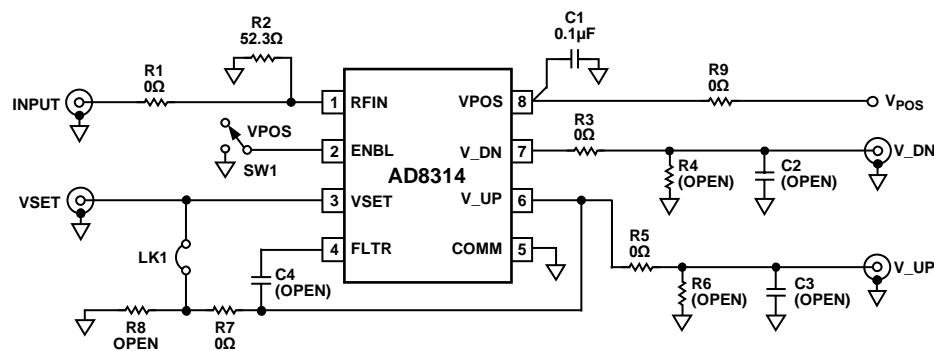 C1
0.1µF
R2
52.3Ω
R1
0Ω
R9
0Ω
INPUT
1 RFIN
VPOS 8
V_POS
VPOS
SW1
2 ENBL
R3
0Ω
V_DN 7
R4
(OPEN)
C2
(OPEN)
V_DN
AD8314
VSET
3 VSET
V_UP 6
LK1
4 FLTR
C4
(OPEN)
COMM 5
R5
0Ω
R6
(OPEN)
C3
(OPEN)
V_UP
R8
OPEN
R7
0Ω